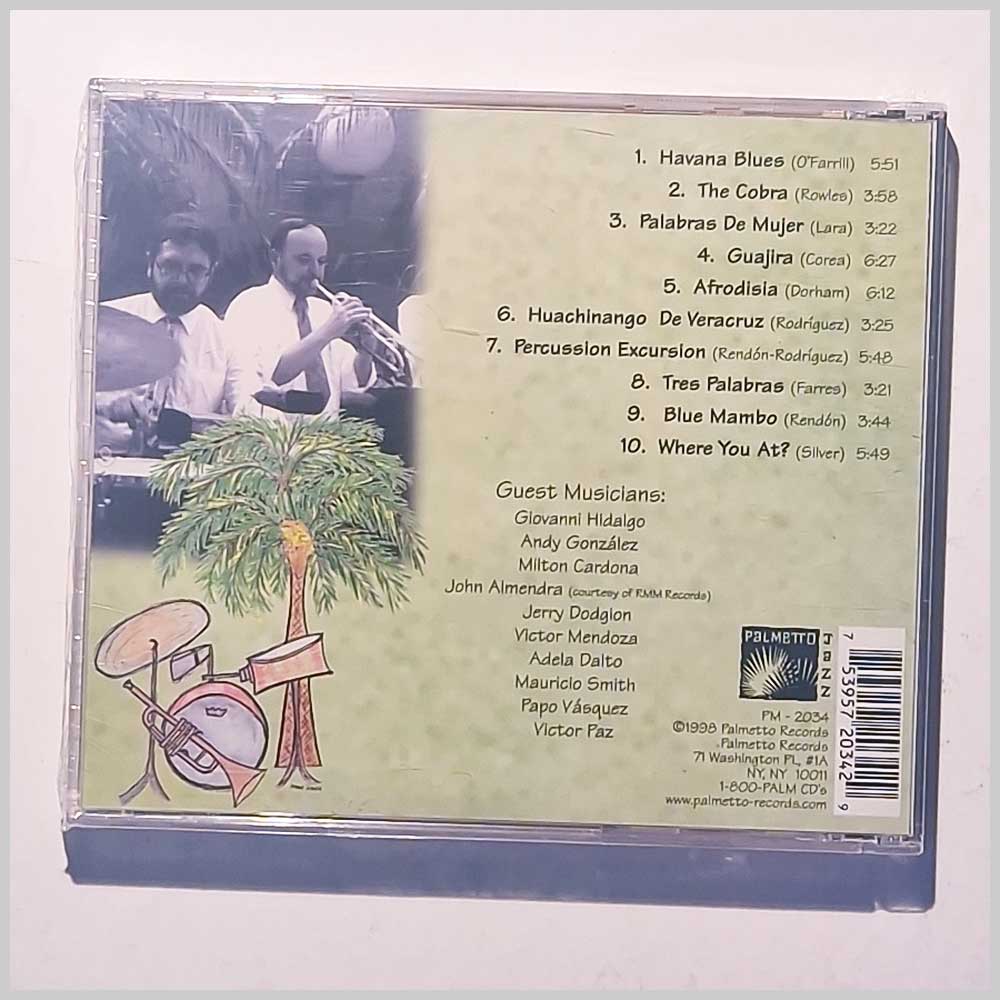 1. Havana Blues (O'Farrill) 5:51
2. The Cobra (Rowles) 3:58
3. Palabras De Mujer (Lara) 3:22
4. Guajira (Corea) 6:27
5. Afrodisia (Dorham) 6:12
6. Huachinango De Veracruz (Rodríguez) 3:25
7. Percussion Excursion (Rendón-Rodríguez) 5:48
8. Tres Palabras (Farres) 3:21
9. Blue Mambo (Rendón) 3:44
10. Where You At? (Silver) 5:49
Guest Musicians:
Giovanni Hidalgo
Andy González
Milton Cardona
John Almendra (courtesy of RMM Records)
Jerry Dodgion
Victor Mendoza
Adela Dalto
Mauricio Smith
Papo Vásquez
Victor Paz
PALMETTO
JAZZ
PM - 2034
©1998 Palmetto Records
Palmetto Records
71 Washington PL, #1A
NY, NY 10011
1-800-PALM CD's
www.palmetto-records.com
7 53957 20342 9